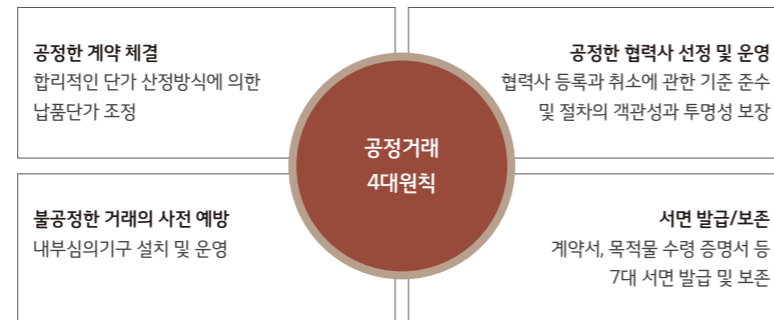 공정한 계약 체결
합리적인 단가 산정방식에 의한
납품단가 조정
공정한 협력사 선정 및 운영
협력사 등록과 취소에 관한 기준 준수
및 절차의 객관성과 투명성 보장
공정거래
4대원칙
불공정한 거래의 사전 예방
내부심의기구 설치 및 운영
서면 발급/보존
계약서, 목적물 수령 증명서 등
7대 서면 발급 및 보존